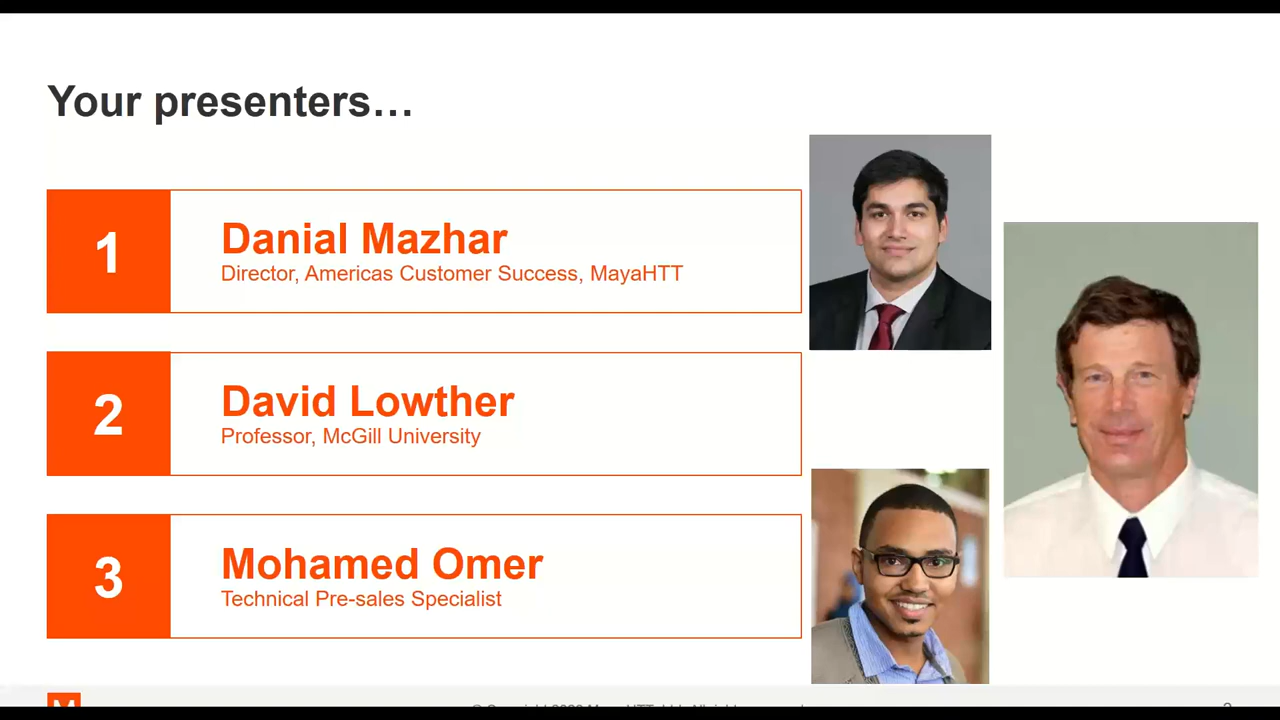 Your presenters…
1
Danial Mazhar
Director, Americas Customer Success, MayaHTT
2
David Lowther
Professor, McGill University
3
Mohamed Omer
Technical Pre-sales Specialist